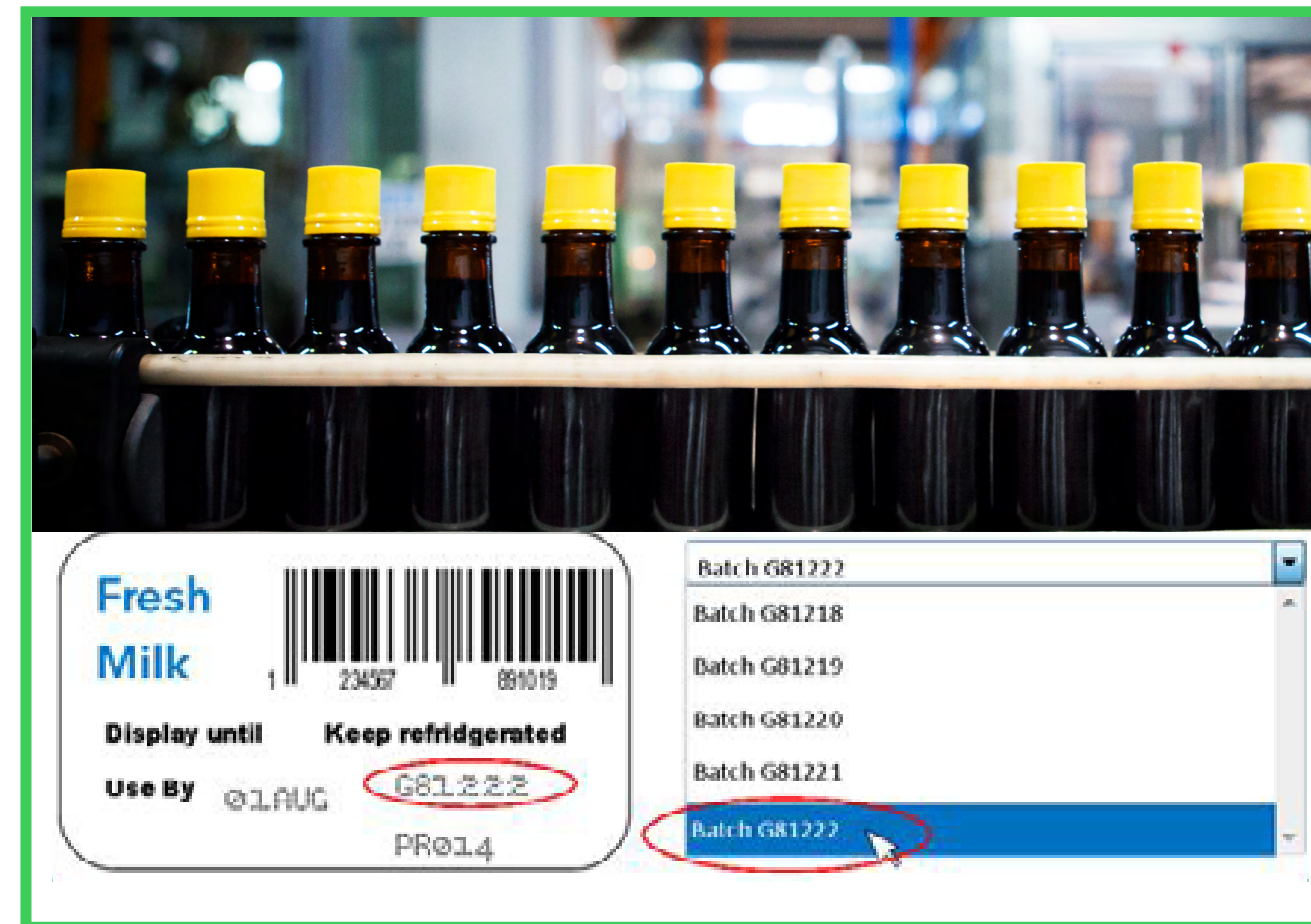 Fresh
Milk
1 234567 891019
Display until Keep refridgerated
Use By 01AUG G81222
PR014
Batch G81222
Batch G81218
Batch G81219
Batch G81220
Batch G81221
Batch G81222